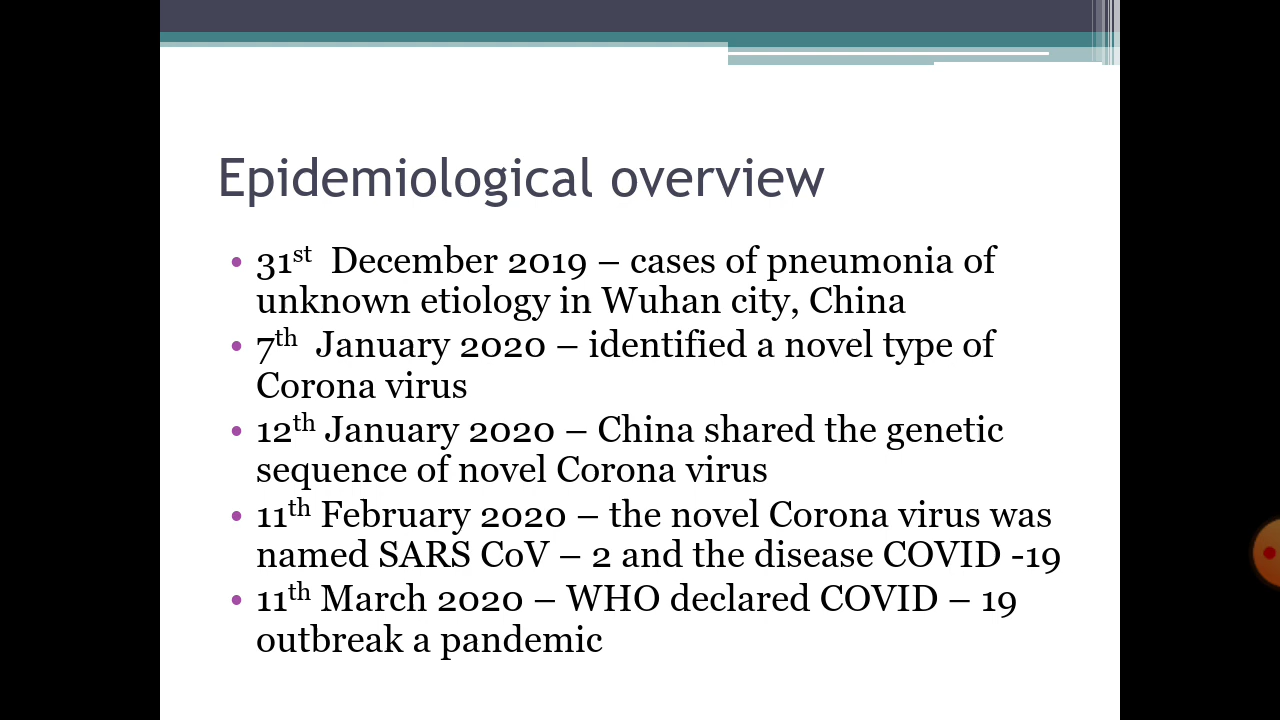 Epidemiological overview
• 31st December 2019 – cases of pneumonia of
unknown etiology in Wuhan city, China
• 7th January 2020 – identified a novel type of
Corona virus
• 12th January 2020 – China shared the genetic
sequence of novel Corona virus
• 11th February 2020 – the novel Corona virus was
named SARS CoV – 2 and the disease COVID -19
• 11th March 2020 – WHO declared COVID – 19
outbreak a pandemic